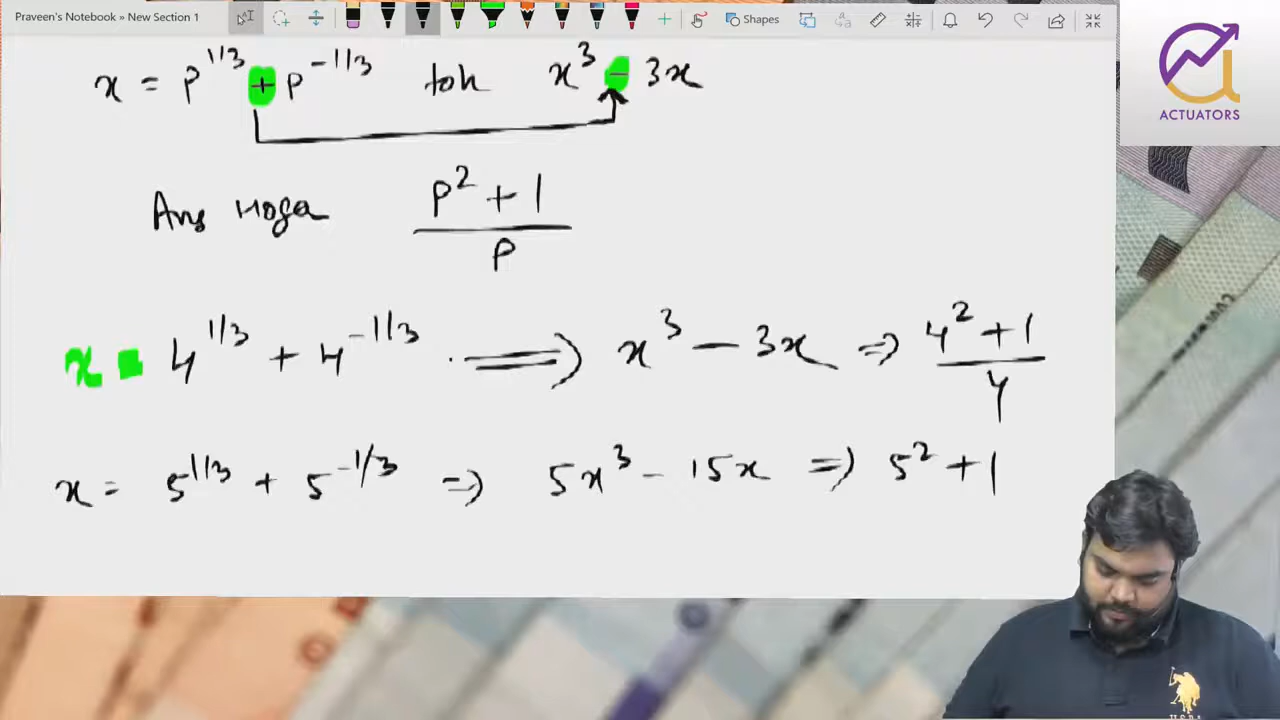 Praveen's Notebook » New Section 1
Shapes
ACTUATORS
x = p^1/3 + p^-1/3 toh x^3 - 3x
Ans Hoga (p^2 + 1)/p
x = 4^1/3 + 4^-1/3 ⇒ x^3 - 3x ⇒ (4^2 + 1)/4
x = 5^1/3 + 5^-1/3 ⇒ 5x^3 - 15x ⇒ 5^2 + 1